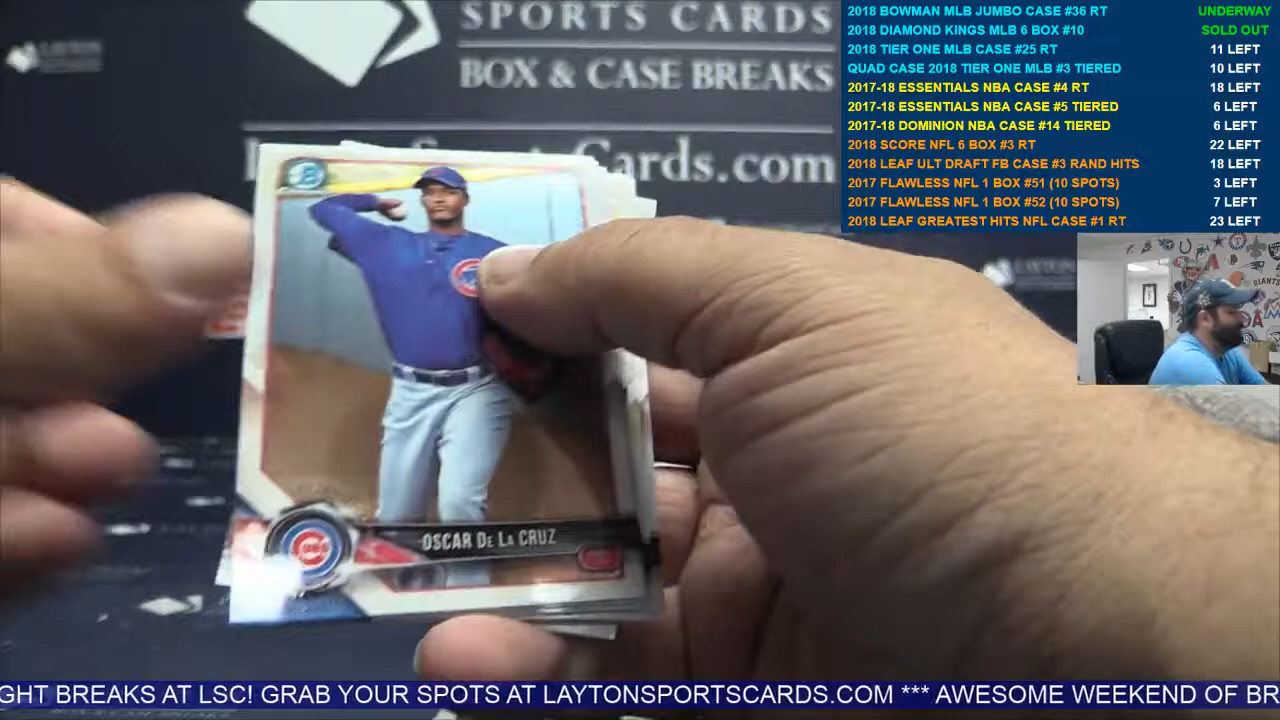 SPORTS CARDS
BOX & CASE BREAKS
Cards.com
2018 BOWMAN MLB JUMBO CASE #36 RT UNDERWAY
2018 DIAMOND KINGS MLB 6 BOX #10 SOLD OUT
2018 TIER ONE MLB CASE #25 RT 11 LEFT
QUAD CASE 2018 TIER ONE MLB #3 TIERED 10 LEFT
2017-18 ESSENTIALS NBA CASE #4 RT 18 LEFT
2017-18 ESSENTIALS NBA CASE #5 TIERED 6 LEFT
2017-18 DOMINION NBA CASE #14 TIERED 6 LEFT
2018 SCORE NFL 6 BOX #3 RT 22 LEFT
2018 LEAF ULT DRAFT FB CASE #3 RAND HITS 18 LEFT
2017 FLAWLESS NFL 1 BOX #51 (10 SPOTS) 3 LEFT
2017 FLAWLESS NFL 1 BOX #52 (10 SPOTS) 7 LEFT
2018 LEAF GREATEST HITS NFL CASE #1 RT 23 LEFT
OSCAR DE LA CRUZ
GHT BREAKS AT LSC! GRAB YOUR SPOTS AT LAYTONSPORTSCARDS.COM *** AWESOME WEEKEND OF BR